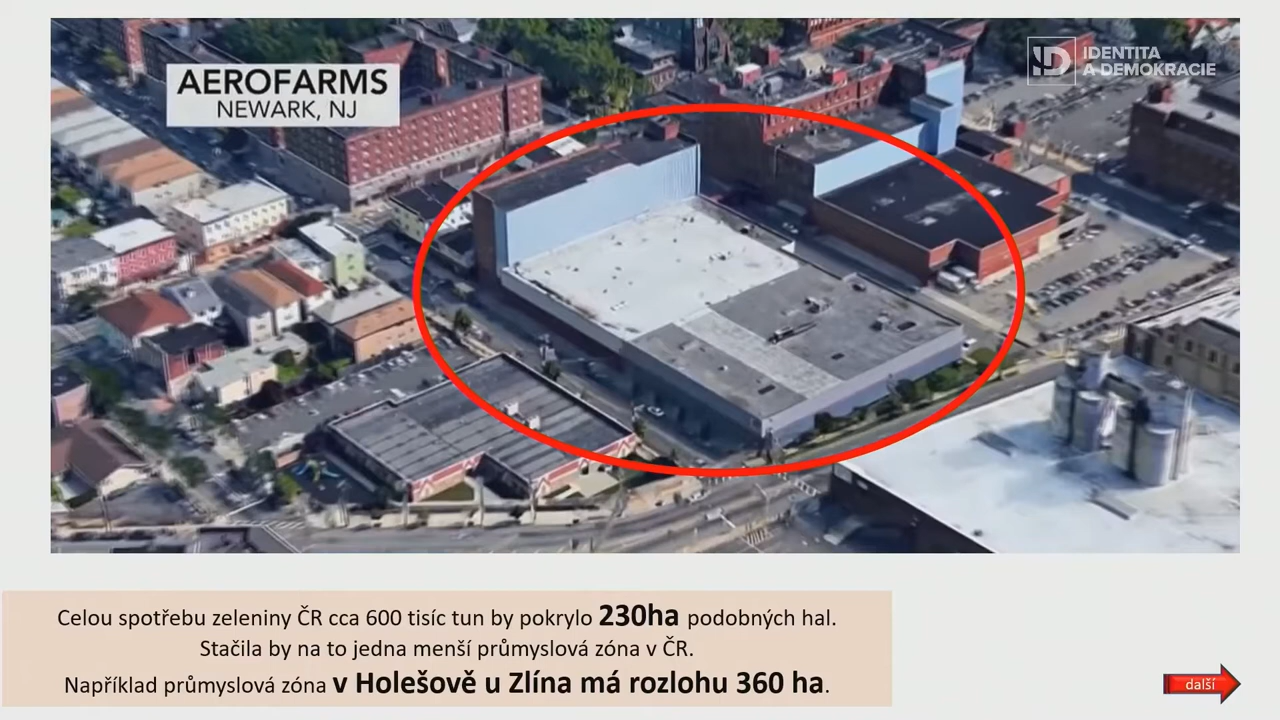 AEROFARMS
NEWARK, NJ
ID IDENTITA
A DEMOKRACIE
Celou spotřebu zeleniny ČR cca 600 tisíc tun by pokrylo 230ha podobných hal.
Stačila by na to jedna menší průmyslová zóna v ČR.
Například průmyslová zóna v Holešově u Zlína má rozlohu 360 ha.
další